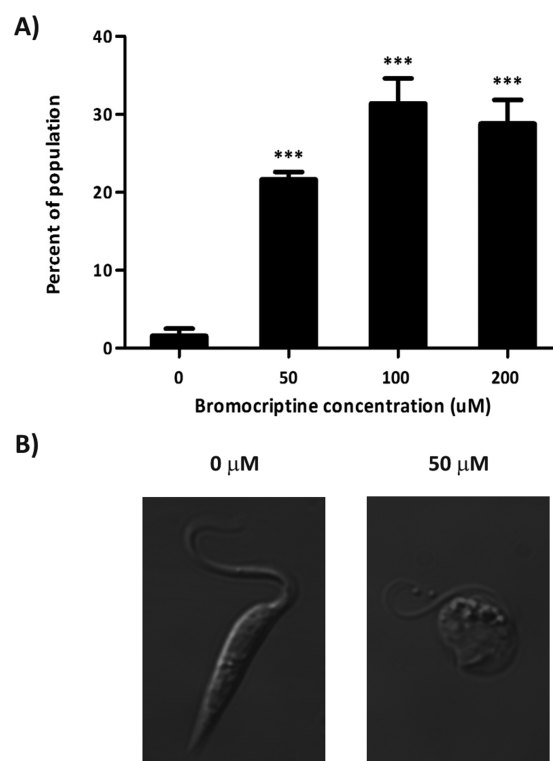 A)
Percent of population
40
30
20
10
0
***
***
***
0 50 100 200
Bromocriptine concentration (uM)
B)
0 μM 50 μM